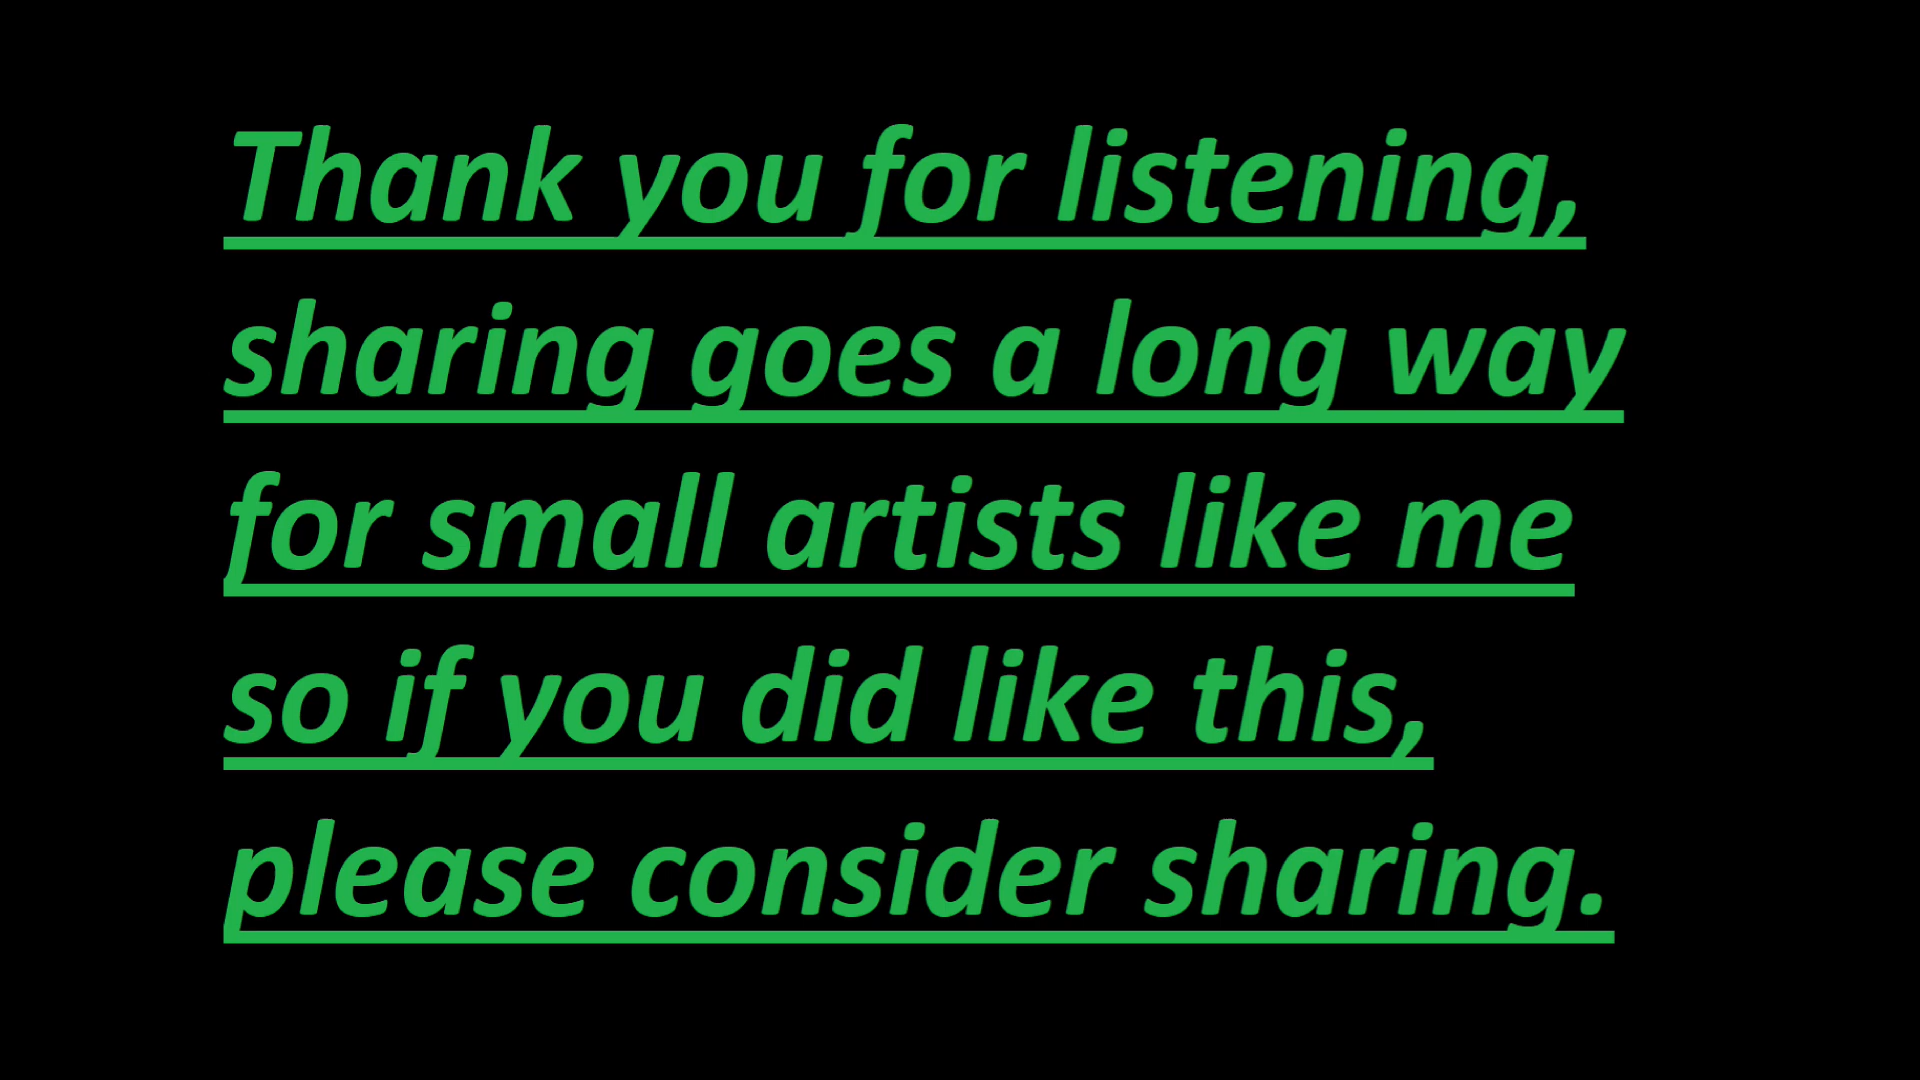 Thank you for listening,
sharing goes a long way
for small artists like me
so if you did like this,
please consider sharing.